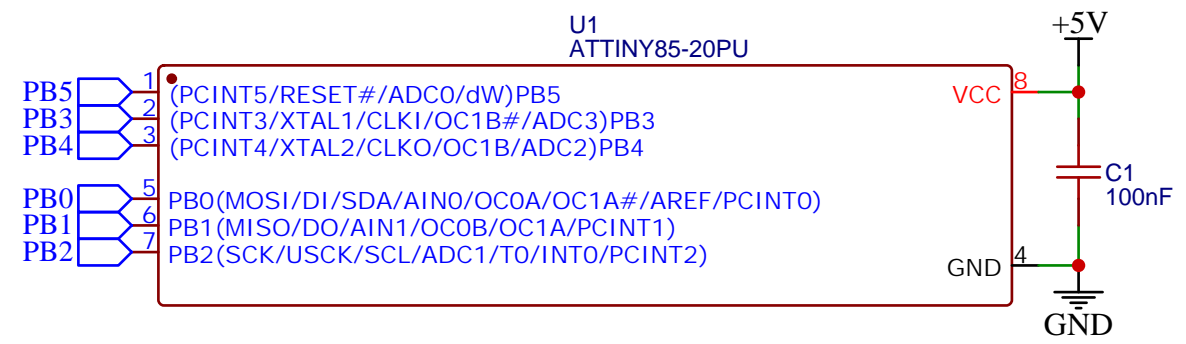 U1
ATTINY85-20PU
+5V
PB5 1 (PCINT5/RESET#/ADC0/dW)PB5
VCC 8
PB3 2 (PCINT3/XTAL1/CLKI/OC1B#/ADC3)PB3
PB4 3 (PCINT4/XTAL2/CLKO/OC1B/ADC2)PB4
C1
100nF
PB0 5 PB0(MOSI/DI/SDA/AIN0/OC0A/OC1A#/AREF/PCINT0)
PB1 6 PB1(MISO/DO/AIN1/OC0B/OC1A/PCINT1)
PB2 7 PB2(SCK/USCK/SCL/ADC1/T0/INT0/PCINT2)
GND 4
GND